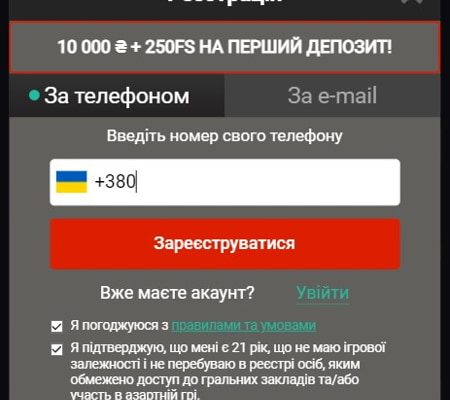 Реєстрація
10 000 ₴ + 250FS НА ПЕРШИЙ ДЕПОЗИТ!
За телефоном За e-mail
Введіть номер свого телефону
+380
Зареєструватися
Вже маєте акаунт? Увійти
Я погоджуюся з правилами та умовами
Я підтверджую, що мені є 21 рік, що не маю ігрової
залежності і не перебуваю в реєстрі осіб, яким
обмежено доступ до гральних закладів та/або
участь в азартній грі.